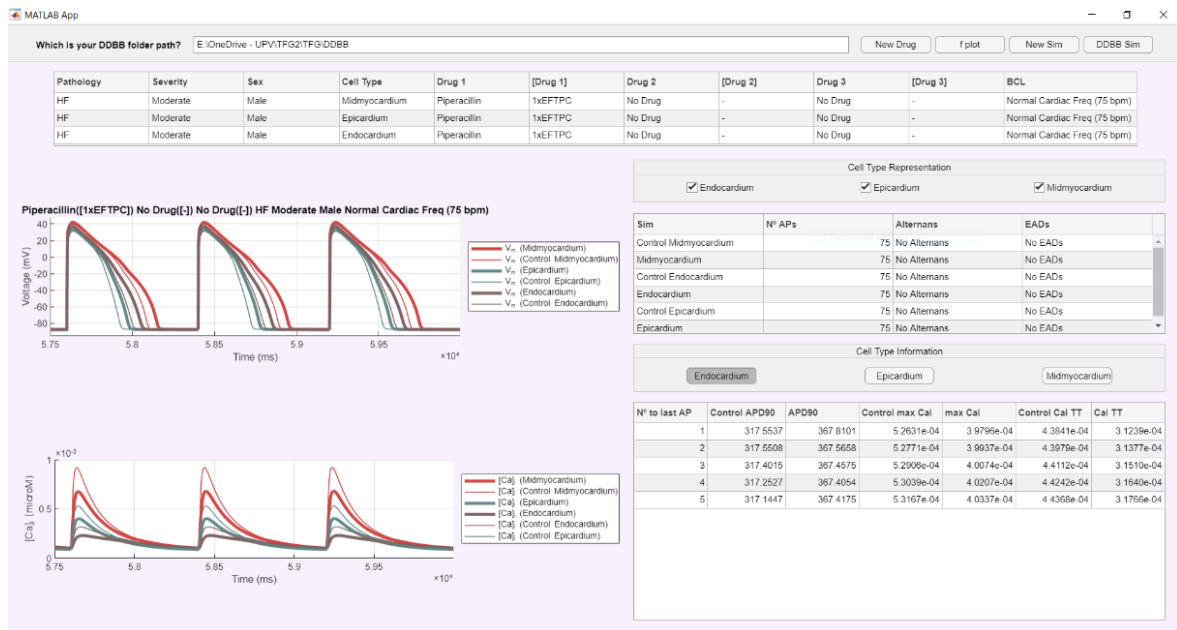 MATLAB App
Which is your DDBB folder path? E:\OneDrive - UPV\TFG2\TFG\DDBB New Drug f plot New Sim DDBB Sim
Pathology Severity Sex Cell Type Drug 1 [Drug 1] Drug 2 [Drug 2] Drug 3 [Drug 3] BCL
HF Moderate Male Midmyocardium Piperacillin 1xEFTPC No Drug - No Drug - Normal Cardiac Freq (75 bpm)
HF Moderate Male Epicardium Piperacillin 1xEFTPC No Drug - No Drug - Normal Cardiac Freq (75 bpm)
HF Moderate Male Endocardium Piperacillin 1xEFTPC No Drug - No Drug - Normal Cardiac Freq (75 bpm)
Piperacillin([1xEFTPC]) No Drug([-]) No Drug([-]) HF Moderate Male Normal Cardiac Freq (75 bpm)
40
20
0
-20
-40
-60
-80
Voltage (mV)
5.75 5.8 5.85 5.9 5.95
Time (ms)
×10⁴
Vm (Midmyocardium)
Vm (Control Midmyocardium)
Vm (Epicardium)
Vm (Control Epicardium)
Vm (Endocardium)
Vm (Control Endocardium)
×10⁻³
1
0.5
0
[Ca]i (microM)
5.75 5.8 5.85 5.9 5.95
Time (ms)
×10⁴
[Ca]i (Midmyocardium)
[Ca]i (Control Midmyocardium)
[Ca]i (Epicardium)
[Ca]i (Endocardium)
[Ca]i (Control Endocardium)
[Ca]i (Control Epicardium)
Cell Type Representation
Endocardium Epicardium Midmyocardium
Sim Nº APs Alternans EADs
Control Midmyocardium 75 No Alternans No EADs
Midmyocardium 75 No Alternans No EADs
Control Endocardium 75 No Alternans No EADs
Endocardium 75 No Alternans No EADs
Control Epicardium 75 No Alternans No EADs
Epicardium 75 No Alternans No EADs
Cell Type Information
Endocardium Epicardium Midmyocardium
Nº to last AP Control APD90 APD90 Control max Cai max Cai Control Cai TT Cai TT
1 317.5537 367.8101 5.2631e-04 3.9796e-04 4.3841e-04 3.1239e-04
2 317.5508 367.5658 5.2771e-04 3.9937e-04 4.3979e-04 3.1377e-04
3 317.4015 367.4575 5.2906e-04 4.0074e-04 4.4112e-04 3.1510e-04
4 317.2527 367.4054 5.3039e-04 4.0207e-04 4.4242e-04 3.1640e-04
5 317.1447 367.4175 5.3167e-04 4.0337e-04 4.4368e-04 3.1766e-04